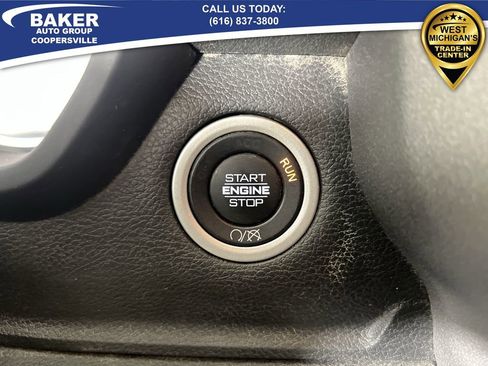 BAKER
AUTO GROUP
COOPERSVILLE
CALL US TODAY:
(616) 837-3800
WEST
MICHIGAN'S
TRADE-IN
CENTER
START
ENGINE
STOP
RUN